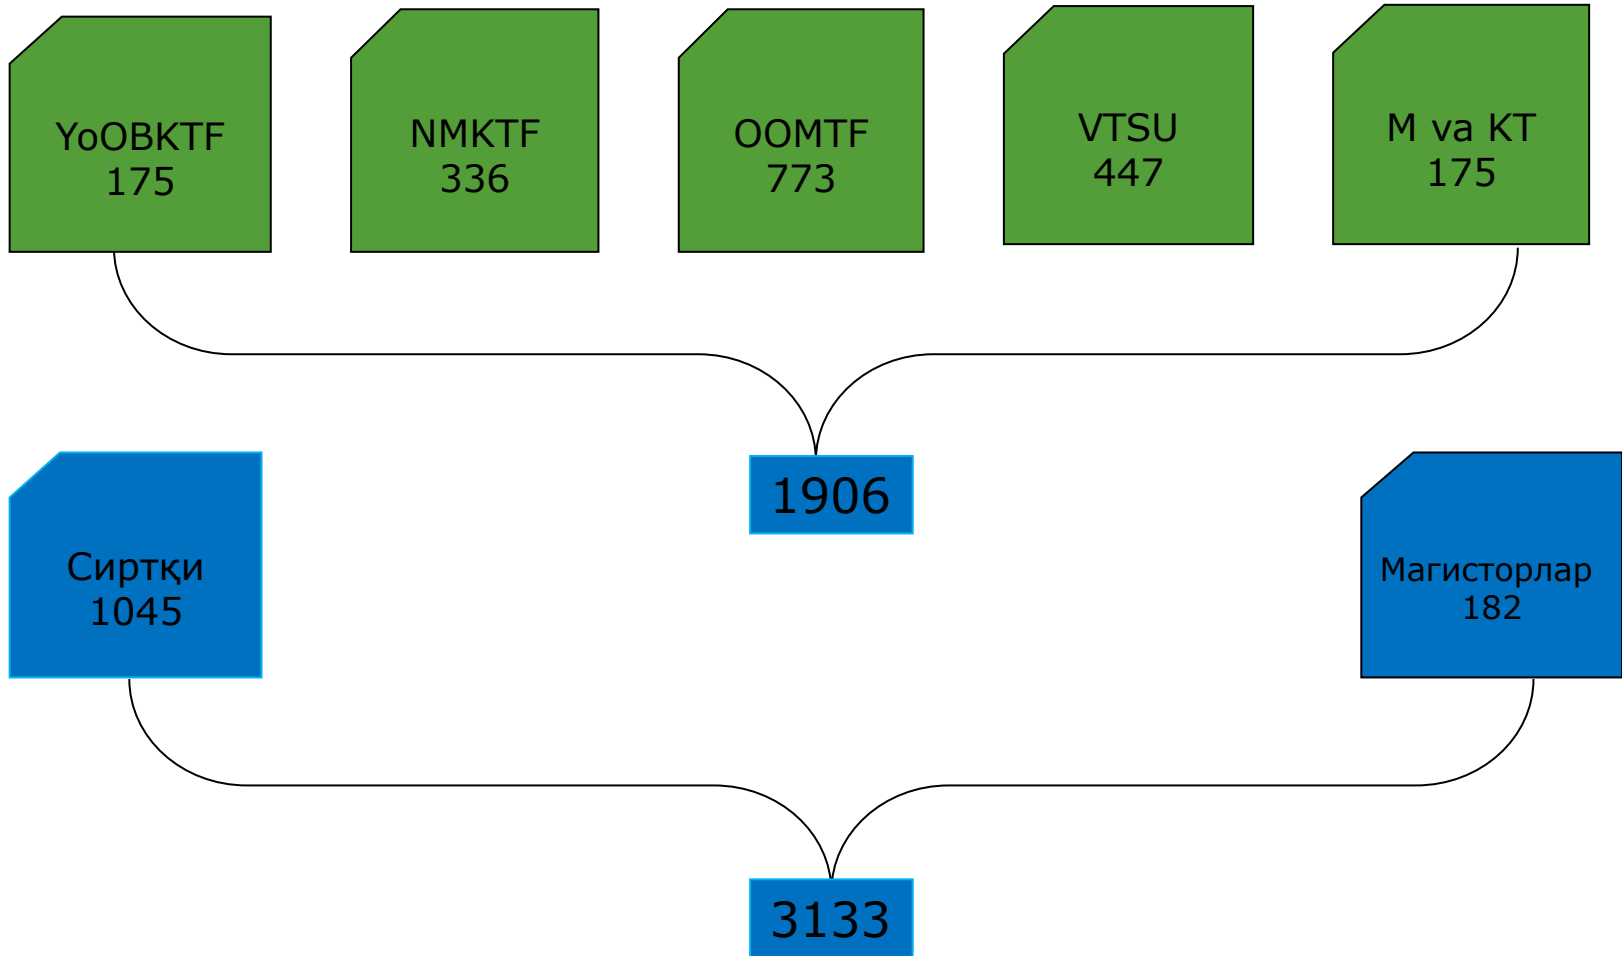 YoOBKTF
175
NMKTF
336
OOMTF
773
VTSU
447
M va KT
175
1906
Сиртқи
1045
Магисторлар
182
3133